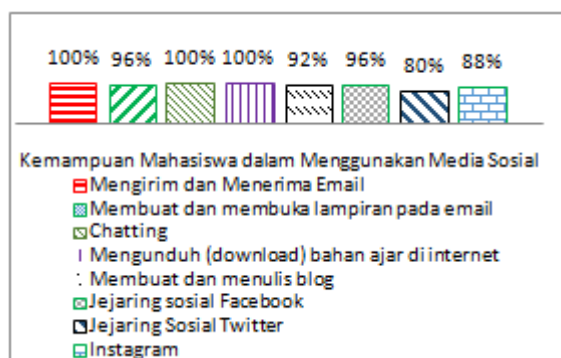 100% 96% 100% 100% 92% 96% 80% 88%
Kemampuan Mahasiswa dalam Menggunakan Media Sosial
Mengirim dan Menerima Email
Membuat dan membuka lampiran pada email
Chatting
Mengunduh (download) bahan ajar di internet
Membuat dan menulis blog
Jejaring sosial Facebook
Jejaring Sosial Twitter
Instagram